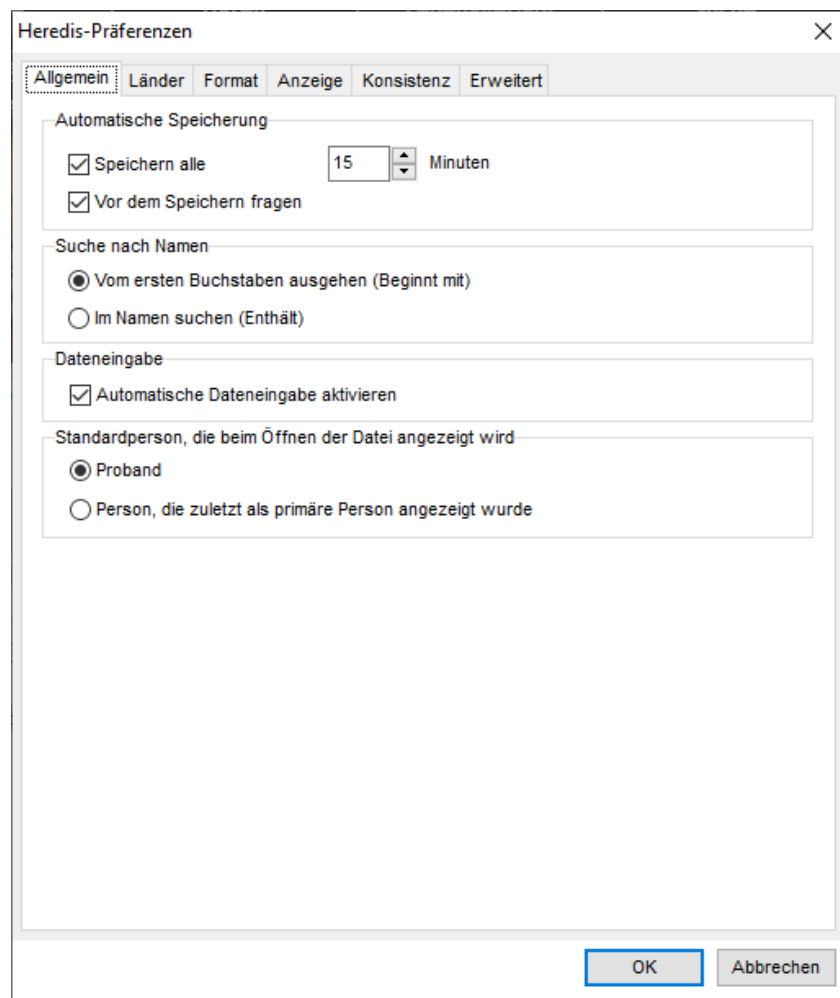 Heredis-Präferenzen
Allgemein Länder Format Anzeige Konsistenz Erweitert
Automatische Speicherung
Speichern alle 15 Minuten
Vor dem Speichern fragen
Suche nach Namen
Vom ersten Buchstaben ausgehen (Beginnt mit)
Im Namen suchen (Enthält)
Dateneingabe
Automatische Dateneingabe aktivieren
Standardperson, die beim Öffnen der Datei angezeigt wird
Proband
Person, die zuletzt als primäre Person angezeigt wurde
OK Abbrechen